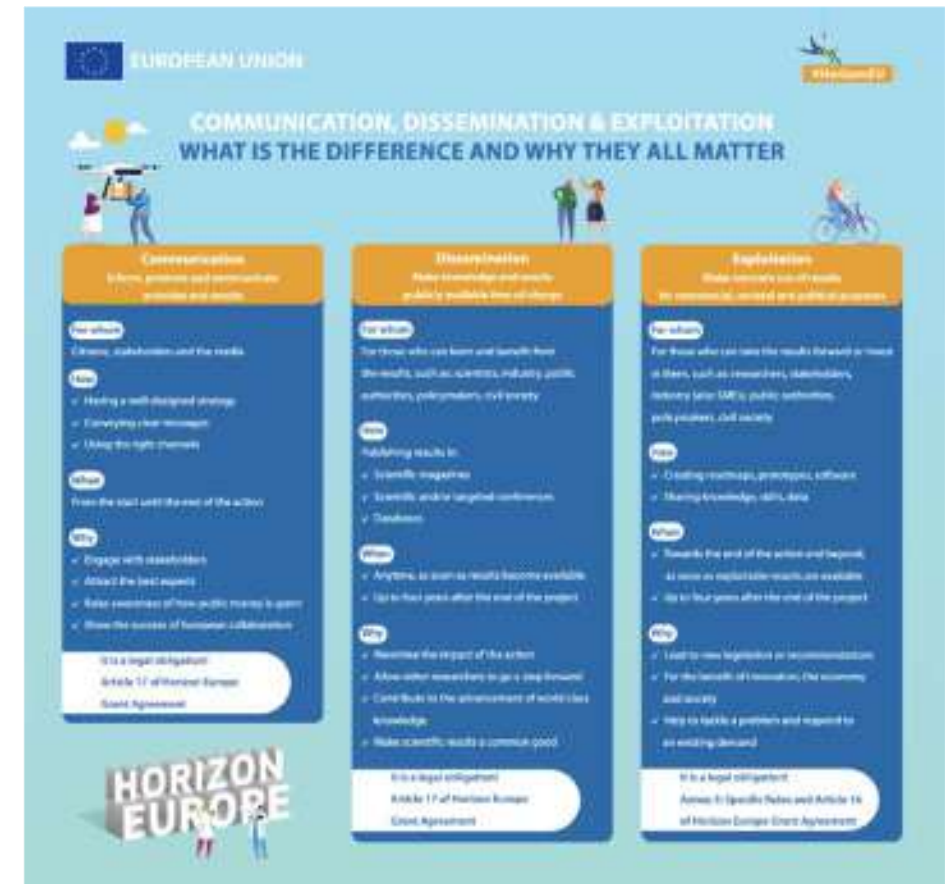 EUROPEAN UNION
#HorizonEU
COMMUNICATION, DISSEMINATION & EXPLOITATION
WHAT IS THE DIFFERENCE AND WHY THEY ALL MATTER
Communication
Inform, promote and communicate
activities and results
For whom
Citizens, stakeholders and the media
How
Having a well-designed strategy
Conveying clear messages
Using the right channels
When
From the start until the end of the action
Why
Engage with stakeholders
Attract the best experts
Raise awareness of how public money is spent
Show the success of European collaboration
It is a legal obligation!
Article 17 of Horizon Europe
Grant Agreement
HORIZON
EUROPE
Dissemination
Make knowledge and results
publicly available free of charge
For whom
For those who can learn and benefit from
the results, such as: scientists, industry, public
authorities, policymakers, civil society
How
Publishing results in:
Scientific magazines
Scientific and/or targeted conferences
Databases
When
Anytime, as soon as results become available
Up to four years after the end of the project
Why
Maximise the impact of the action
Allow other researchers to go a step forward
Contribute to the advancement of world class
knowledge
Make scientific results a common good
It is a legal obligation!
Article 17 of Horizon Europe
Grant Agreement
Exploitation
Make concrete use of results
for commercial, societal and political purposes
For whom
For those who can take the results forward or invest
in them, such as: researchers, stakeholders,
industry (also SMEs), public authorities,
policymakers, civil society
How
Creating roadmaps, prototypes, software
Sharing knowledge, skills, data
When
Towards the end of the action and beyond,
as soon as exploitable results are available
Up to four years after the end of the project
Why
Lead to new legislation or recommendations
For the benefit of innovation, the economy
and society
Help to tackle a problem and respond to
an existing demand
It is a legal obligation!
Annex 5: Specific Rules and Article 16
of Horizon Europe Grant Agreement